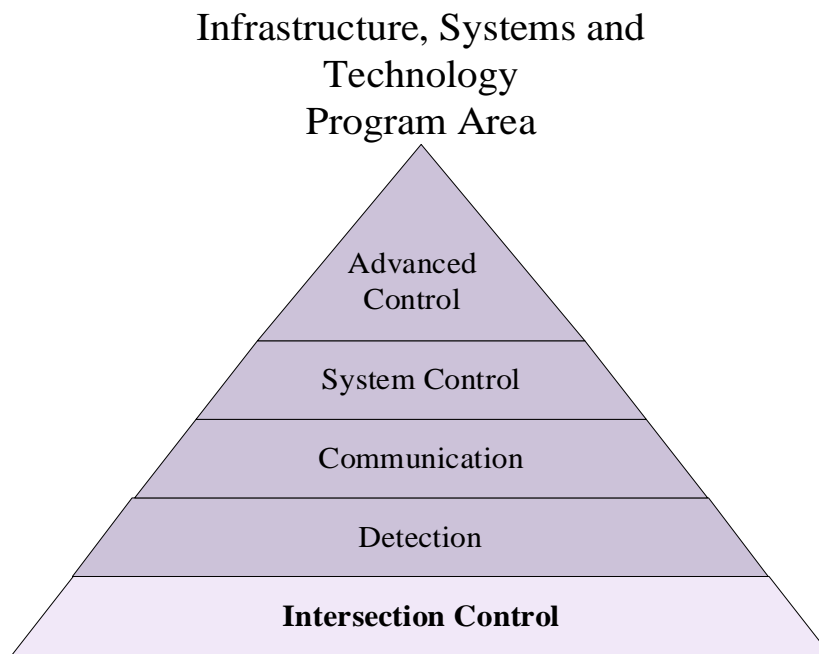 Infrastructure, Systems and
Technology
Program Area
Advanced
Control
System Control
Communication
Detection
Intersection Control